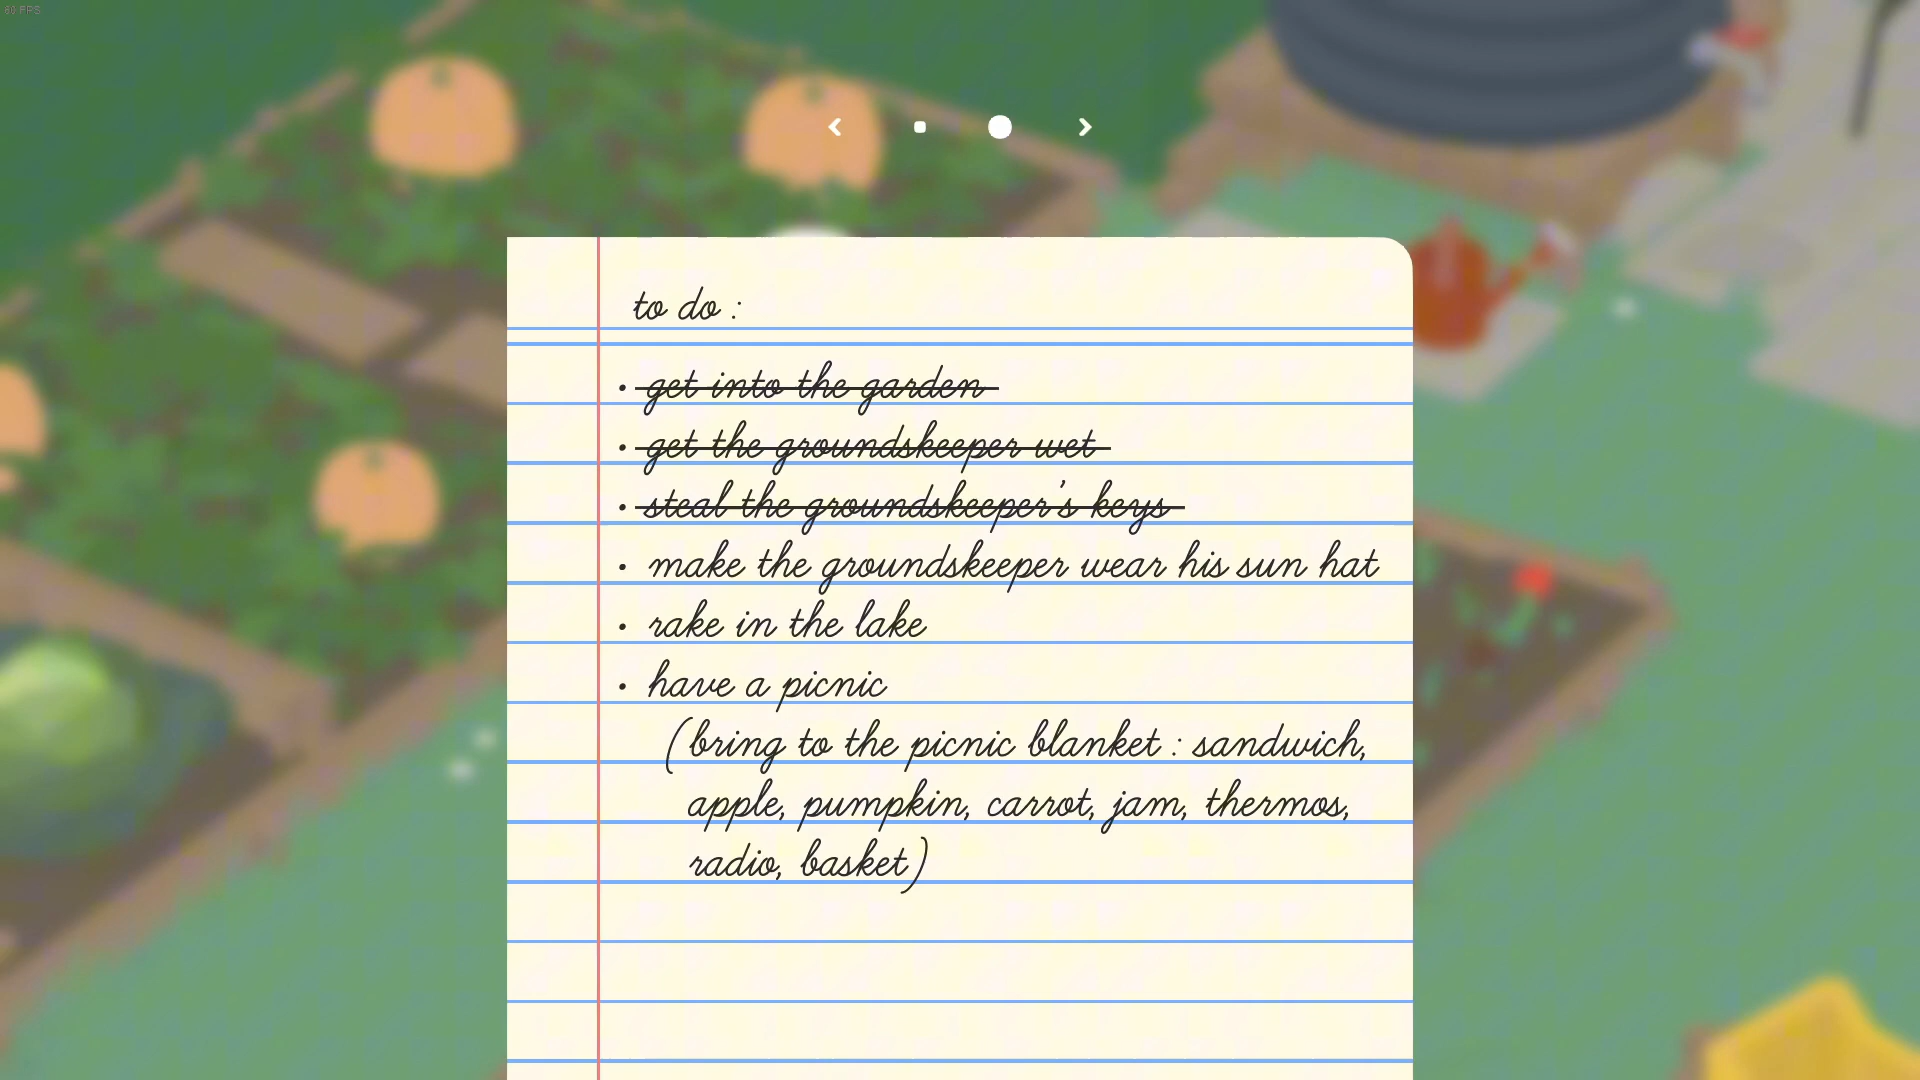 60 FPS
to do :
• get into the garden
• get the groundskeeper wet
• steal the groundskeeper's keys
• make the groundskeeper wear his sun hat
• rake in the lake
• have a picnic
(bring to the picnic blanket : sandwich,
apple, pumpkin, carrot, jam, thermos,
radio, basket)